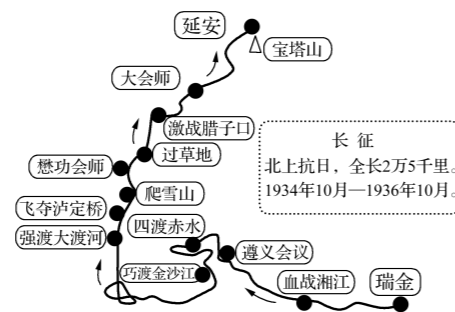 延安
宝塔山
大会师
激战腊子口
长 征
北上抗日，全长2万5千里。
1934年10月—1936年10月。
过草地
懋功会师
爬雪山
飞夺泸定桥
四渡赤水
强渡大渡河
遵义会议
巧渡金沙江
血战湘江
瑞金